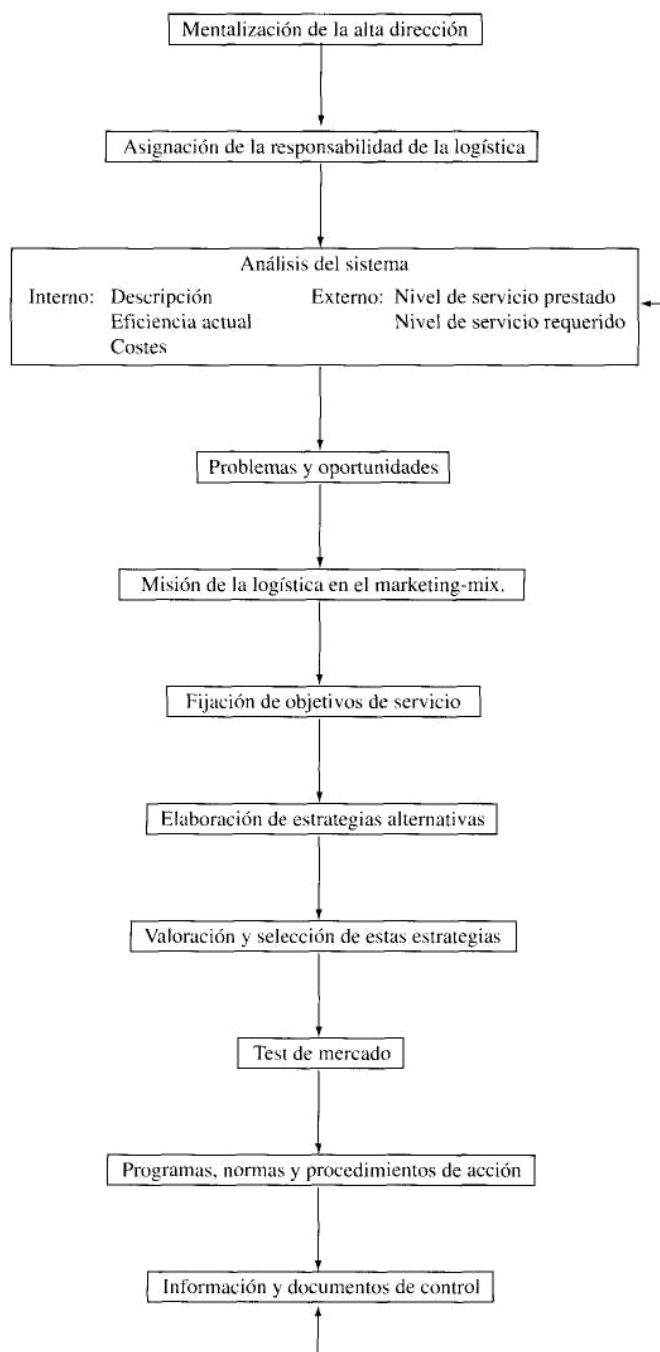 Mentalización de la alta dirección
Asignación de la responsabilidad de la logística
Análisis del sistema
Interno: Descripción Externo: Nivel de servicio prestado
Eficiencia actual Nivel de servicio requerido
Costes
Problemas y oportunidades
Misión de la logística en el marketing-mix.
Fijación de objetivos de servicio
Elaboración de estrategias alternativas
Valoración y selección de estas estrategias
Test de mercado
Programas, normas y procedimientos de acción
Información y documentos de control